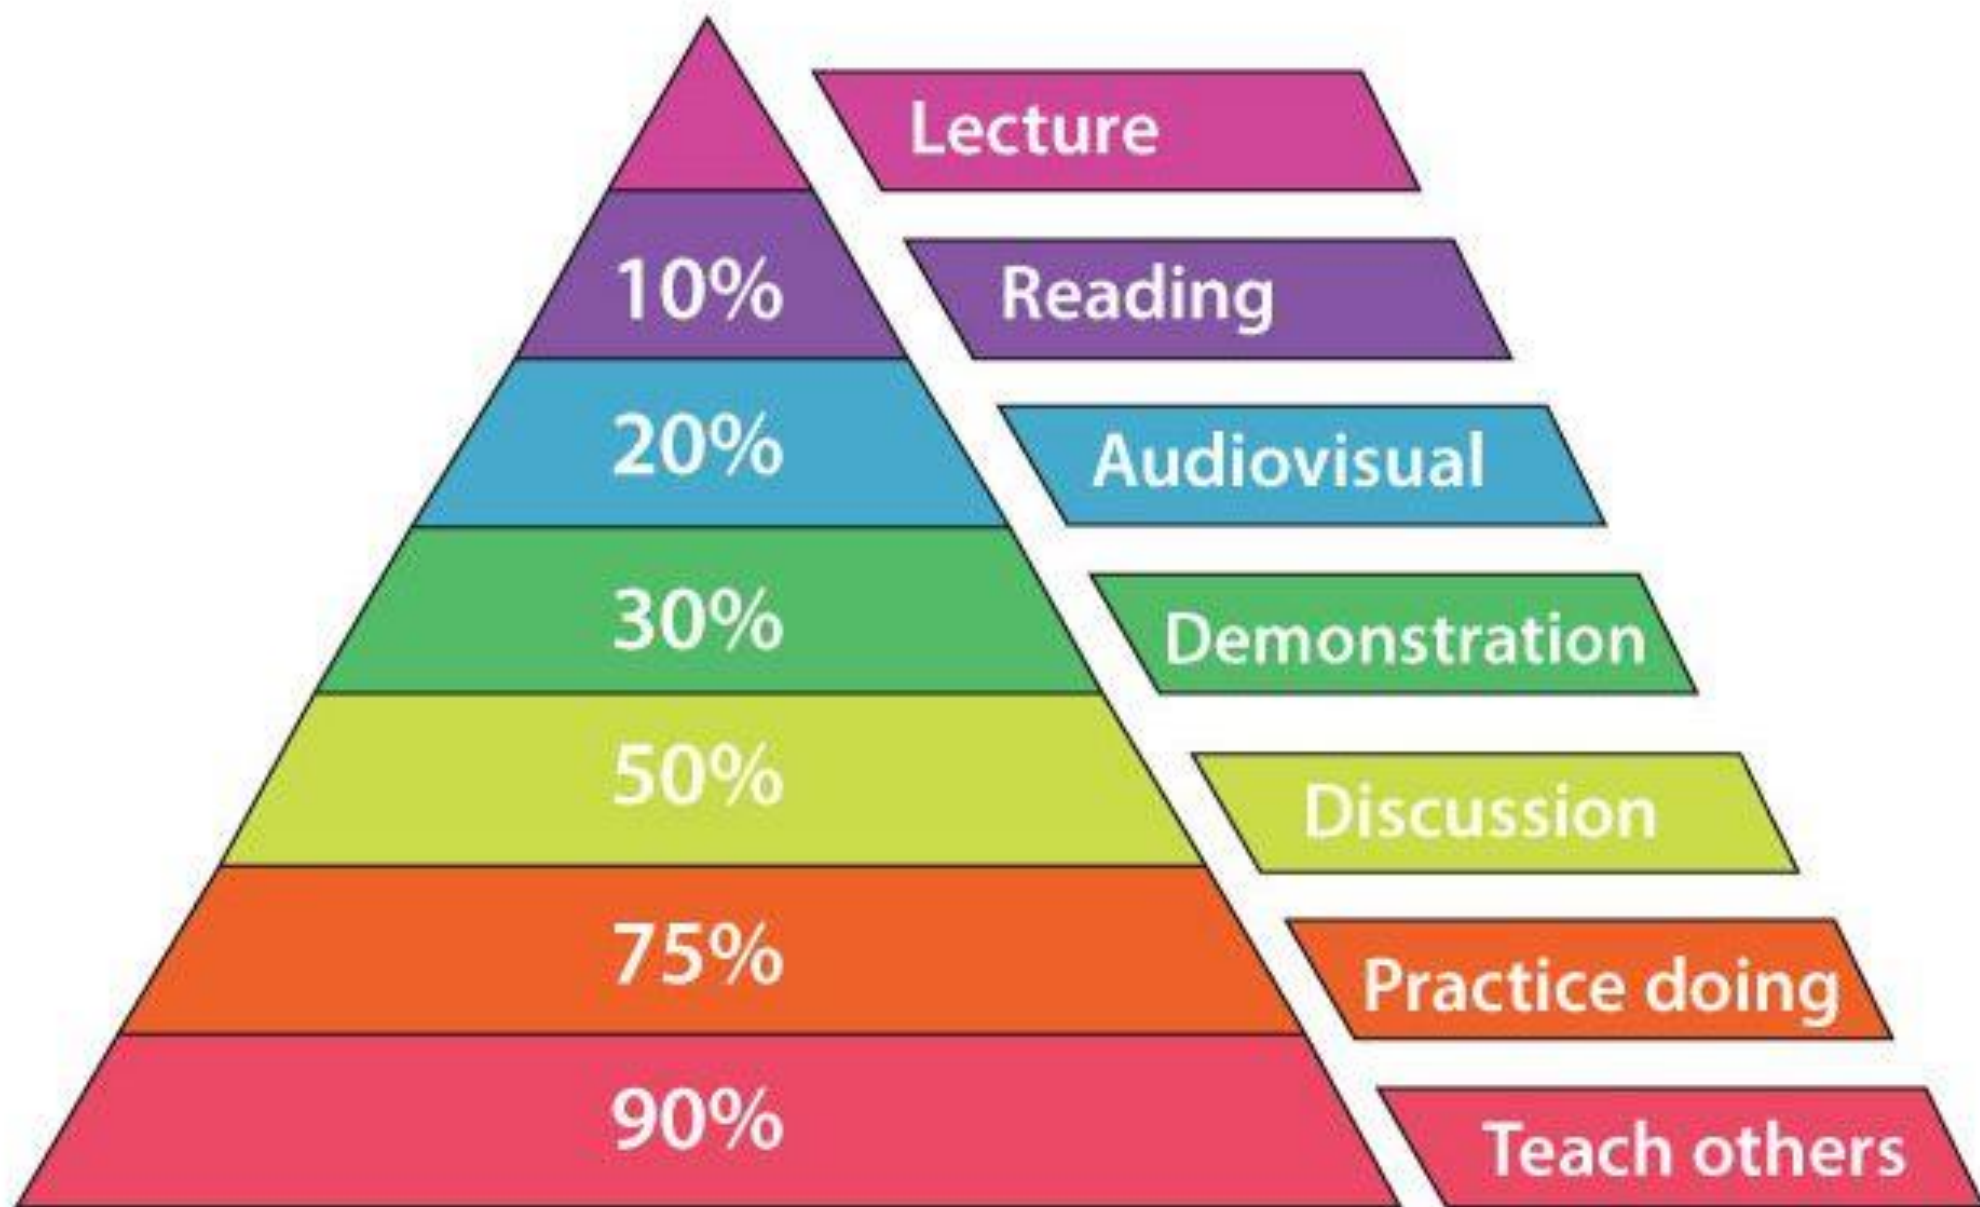 Lecture
10% Reading
20% Audiovisual
30% Demonstration
50% Discussion
75% Practice doing
90% Teach others